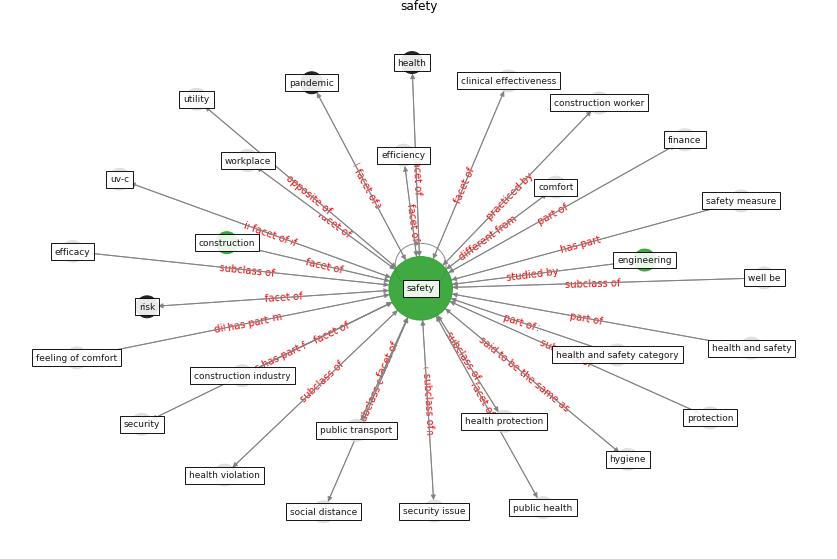 safety
health
pandemic
clinical effectiveness
utility
construction worker
finance
efficiency
workplace
uv-c
comfort
safety measure
facet of
facet of
opposite of
practiced by
facet of
part of
facet of
facet of
different from
facet of
construction
has part
efficacy
engineering
facet of
subclass of
studied by
well be
subclass of
safety
risk
facet of
has part
part of
part of
facet of
health and safety
feeling of comfort
has part
health and safety category
subclass of
said to be the same as
facet of
construction industry
subclass of
subclass of
protection
security
health protection
public transport
hygiene
health violation
public health
social distance
security issue